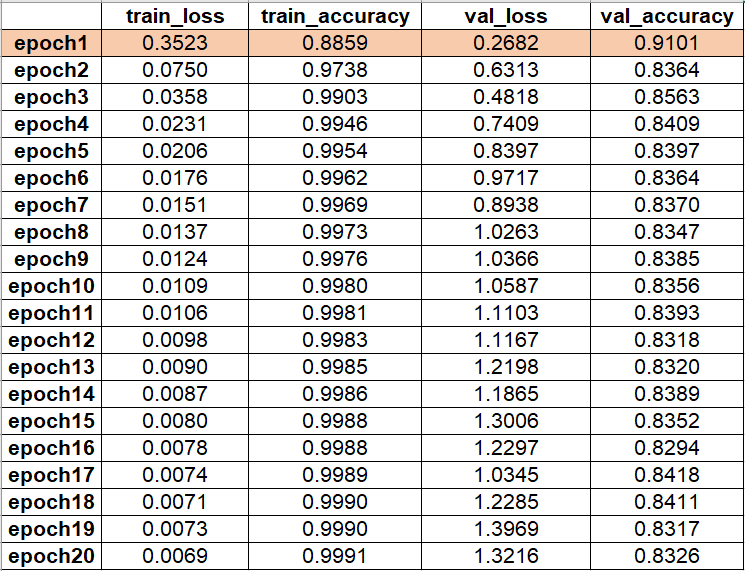 train_loss train_accuracy val_loss val_accuracy
epoch1 0.3523 0.8859 0.2682 0.9101
epoch2 0.0750 0.9738 0.6313 0.8364
epoch3 0.0358 0.9903 0.4818 0.8563
epoch4 0.0231 0.9946 0.7409 0.8409
epoch5 0.0206 0.9954 0.8397 0.8397
epoch6 0.0176 0.9962 0.9717 0.8364
epoch7 0.0151 0.9969 0.8938 0.8370
epoch8 0.0137 0.9973 1.0263 0.8347
epoch9 0.0124 0.9976 1.0366 0.8385
epoch10 0.0109 0.9980 1.0587 0.8356
epoch11 0.0106 0.9981 1.1103 0.8393
epoch12 0.0098 0.9983 1.1167 0.8318
epoch13 0.0090 0.9985 1.2198 0.8320
epoch14 0.0087 0.9986 1.1865 0.8389
epoch15 0.0080 0.9988 1.3006 0.8352
epoch16 0.0078 0.9988 1.2297 0.8294
epoch17 0.0074 0.9989 1.0345 0.8418
epoch18 0.0071 0.9990 1.2285 0.8411
epoch19 0.0073 0.9990 1.3969 0.8317
epoch20 0.0069 0.9991 1.3216 0.8326